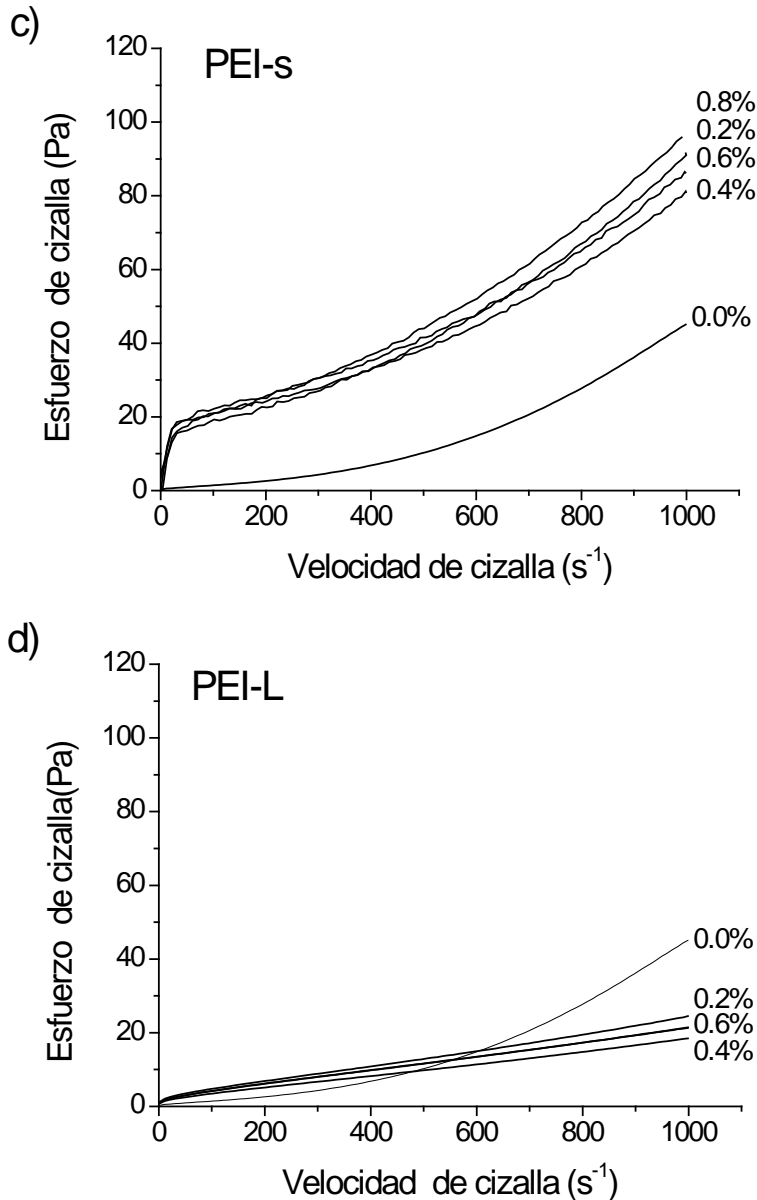 c)
PEI-s
120
100
80
60
40
20
0
Esfuerzo de cizalla (Pa)
0.8%
0.2%
0.6%
0.4%
0.0%
0 200 400 600 800 1000
Velocidad de cizalla (s⁻¹)
d)
PEI-L
120
100
80
60
40
20
0
Esfuerzo de cizalla(Pa)
0.0%
0.2%
0.6%
0.4%
0 200 400 600 800 1000
Velocidad de cizalla (s⁻¹)